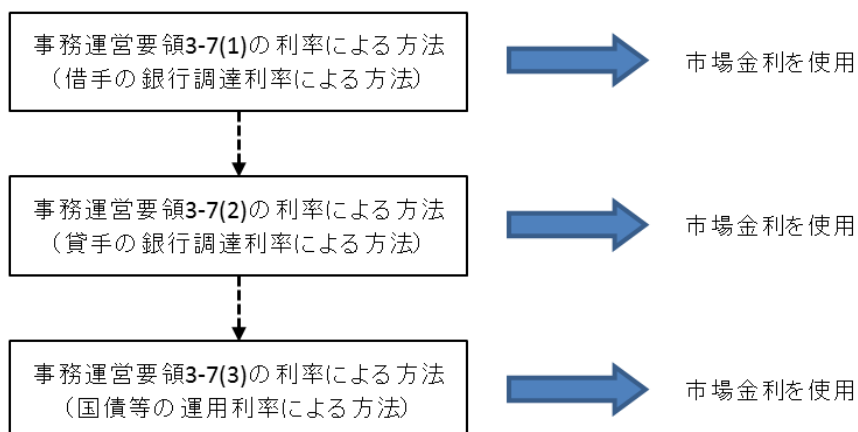 事務運営要領3-7(1)の利率による方法
（借手の銀行調達利率による方法）
市場金利を使用
事務運営要領3-7(2)の利率による方法
（貸手の銀行調達利率による方法）
市場金利を使用
事務運営要領3-7(3)の利率による方法
（国債等の運用利率による方法）
市場金利を使用